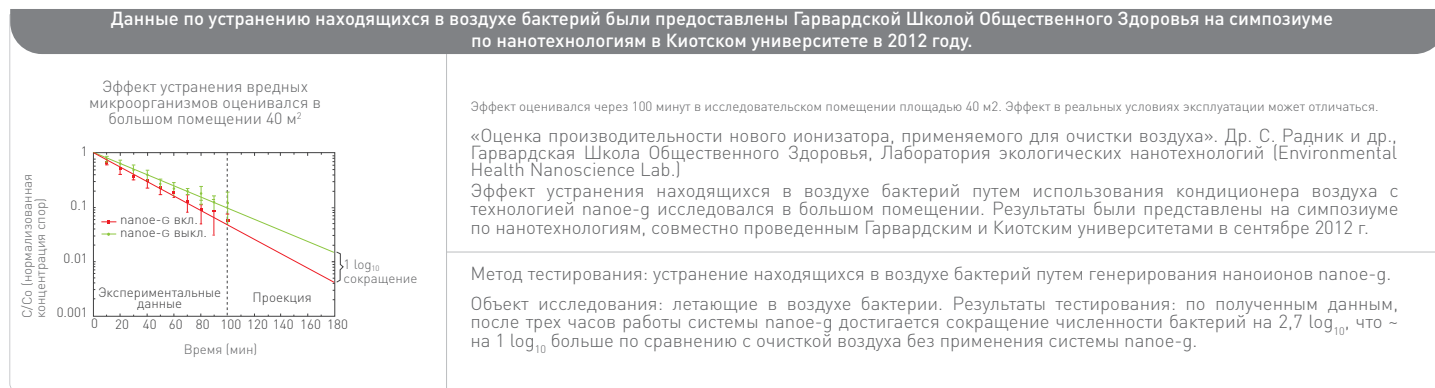 Данные по устранению находящихся в воздухе бактерий были предоставлены Гарвардской Школой Общественного Здоровья на симпозиуме
по нанотехнологиям в Киотском университете в 2012 году.
Эффект устранения вредных
микроорганизмов оценивался в
большом помещении 40 м²
C/Co (нормализованная
концентрация спор)
1
0.1
0.01
0.001
nanoe-G вкл.
nanoe-G выкл.
Экспериментальные
данные
Проекция
1 log₁₀
сокращение
0 20 40 60 80 100 120 140 160 180
Время (мин)
Эффект оценивался через 100 минут в исследовательском помещении площадью 40 м2. Эффект в реальных условиях эксплуатации может отличаться.
«Оценка производительности нового ионизатора, применяемого для очистки воздуха». Др. С. Радник и др.,
Гарвардская Школа Общественного Здоровья, Лаборатория экологических нанотехнологий (Environmental
Health Nanoscience Lab.)
Эффект устранения находящихся в воздухе бактерий путем использования кондиционера воздуха с
технологией nanoe-g исследовался в большом помещении. Результаты были представлены на симпозиуме
по нанотехнологиям, совместно проведенным Гарвардским и Киотским университетами в сентябре 2012 г.
Метод тестирования: устранение находящихся в воздухе бактерий путем генерирования наноионов nanoe-g.
Объект исследования: летающие в воздухе бактерии. Результаты тестирования: по полученным данным,
после трех часов работы системы nanoe-g достигается сокращение численности бактерий на 2,7 log₁₀, что ~
на 1 log₁₀ больше по сравнению с очисткой воздуха без применения системы nanoe-g.